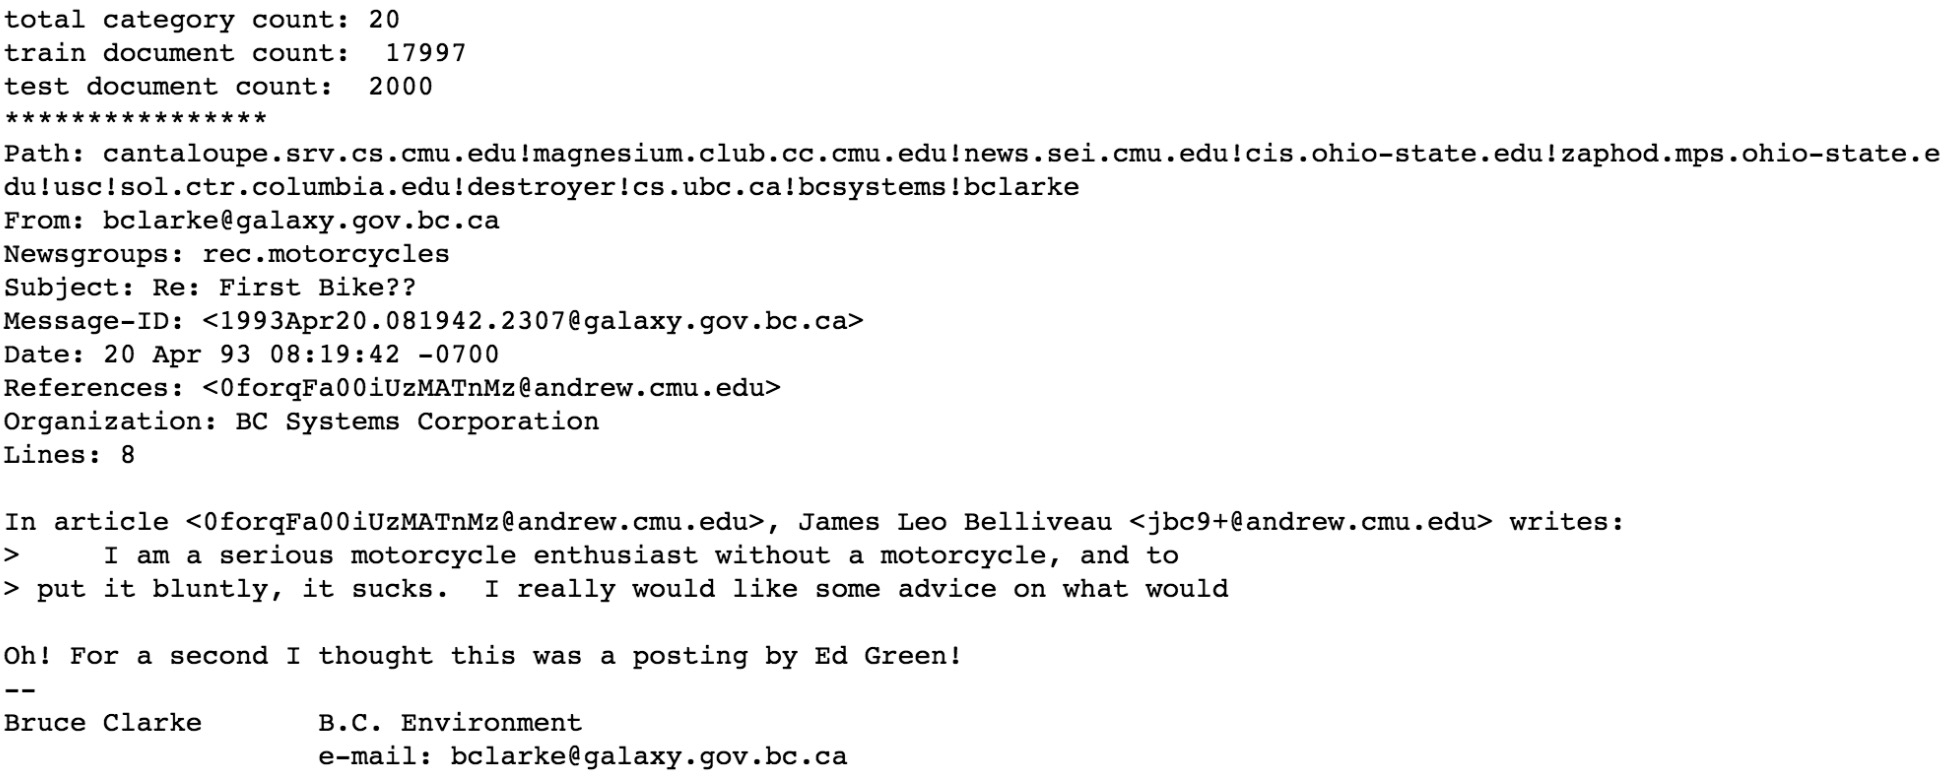 total category count: 20
train document count:  17997
test document count:  2000
****************
Path: cantaloupe.srv.cs.cmu.edu!magnesium.club.cc.cmu.edu!news.sei.cmu.edu!cis.ohio-state.edu!zaphod.mps.ohio-state.e
du!usc!sol.ctr.columbia.edu!destroyer!cs.ubc.ca!bcsystems!bclarke
From: bclarke@galaxy.gov.bc.ca
Newsgroups: rec.motorcycles
Subject: Re: First Bike??
Message-ID: <1993Apr20.081942.2307@galaxy.gov.bc.ca>
Date: 20 Apr 93 08:19:42 -0700
References: <0forqFa00iUzMATnMz@andrew.cmu.edu>
Organization: BC Systems Corporation
Lines: 8

In article <0forqFa00iUzMATnMz@andrew.cmu.edu>, James Leo Belliveau <jbc9+@andrew.cmu.edu> writes:
>     I am a serious motorcycle enthusiast without a motorcycle, and to
> put it bluntly, it sucks.  I really would like some advice on what would

Oh! For a second I thought this was a posting by Ed Green!
--
Bruce Clarke       B.C. Environment
                   e-mail: bclarke@galaxy.gov.bc.ca